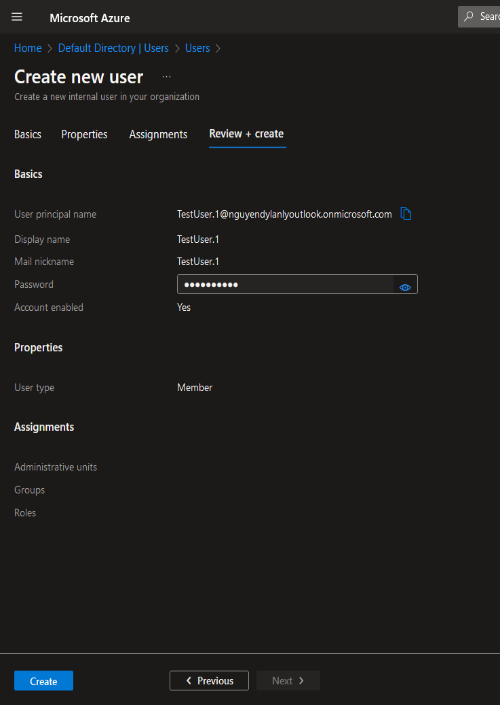 Microsoft Azure
Sear
Home > Default Directory | Users > Users >
Create new user ...
Create a new internal user in your organization
Basics Properties Assignments Review + create
Basics
User principal name TestUser.1@nguyendylanlyoutlook.onmicrosoft.com
Display name TestUser.1
Mail nickname TestUser.1
Password ●●●●●●●●●●
Account enabled Yes
Properties
User type Member
Assignments
Administrative units
Groups
Roles
Create < Previous Next >